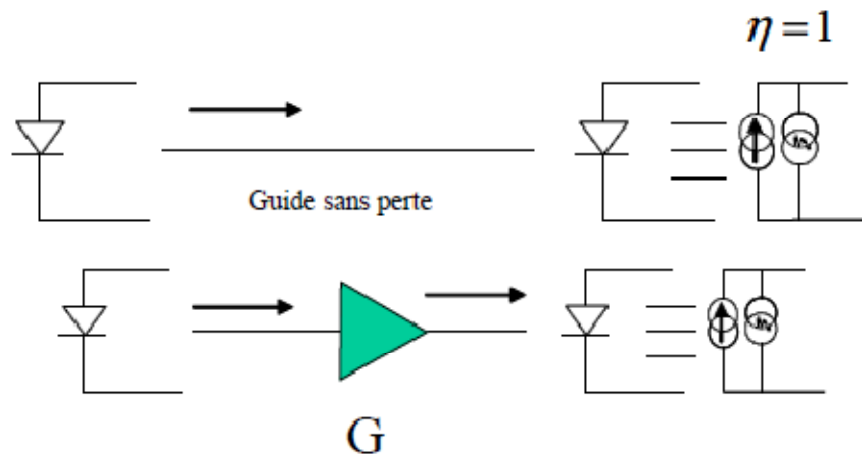 η = 1
Guide sans perte
G